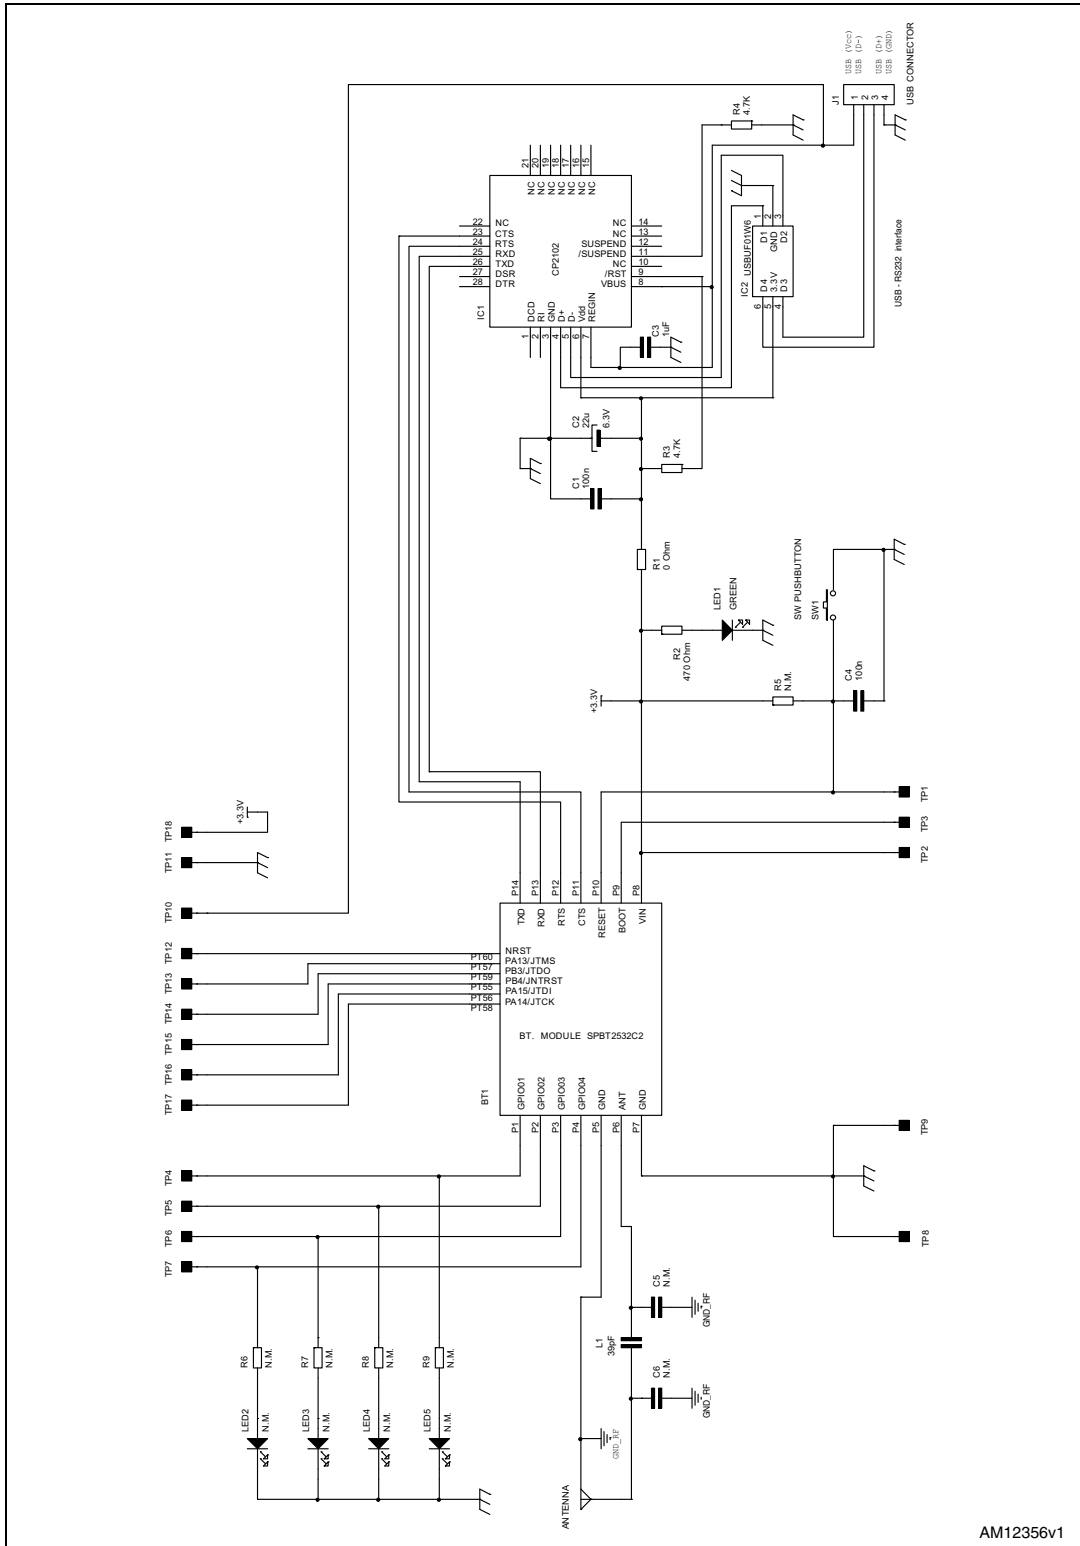 USB (Vcc)
USB (D-)
USB (D+)
USB (GND)
J1
1
2
3
4
USB CONNECTOR
R4
4.7K
21
20
19
18
17
16
15
NC
NC
NC
NC
NC
NC
NC
22 NC
23 CTS
24 RTS
25 RXD
26 TXD
27 DSR
28 DTR
CP2102
NC 14
NC 13
SUSPEND 12
/SUSPEND 11
NC 10
/RST 9
VBUS 8
IC1
DCD
RI
GND
D+
D-
Vdd
REGIN
1
2
3
4
5
6
7
IC2 USBUF01W6
1
2
3
D1
GND
D2
D4
3.3V
D3
6
5
4
USB - RS232 interface
C3
1uF
C2
22u
6.3V
C1
100n
R3
4.7K
R1
0 Ohm
R2
470 Ohm
LED1
GREEN
SW PUSHBUTTON
SW1
+3.3V
R5
N.M.
C4
100n
TP18
+3.3V
TP11
TP10
TP12
TP13
TP14
TP15
TP16
TP17
TP1
TP3
TP2
P14
P13
P12
P11
P10
P9
P8
TXD
RXD
RTS
CTS
RESET
BOOT
VIN
PT60
PT57
PT59
PT55
PT56
PT58
NRST
PA13/JTMS
PB3/JTDO
PB4/JNTRST
PA15/JTDI
PA14/JTCK
BT. MODULE SPBT2532C2
BT1
GPIO01
GPIO02
GPIO03
GPIO04
GND
ANT
GND
P1
P2
P3
P4
P5
P6
P7
TP4
TP5
TP6
TP7
TP9
TP8
R6
N.M.
R7
N.M.
R8
N.M.
R9
N.M.
LED2
N.M.
LED3
N.M.
LED4
N.M.
LED5
N.M.
C5
N.M.
GND_RF
L1
39pF
C6
N.M.
GND_RF
GND_RF
ANTENNA
AM12356v1